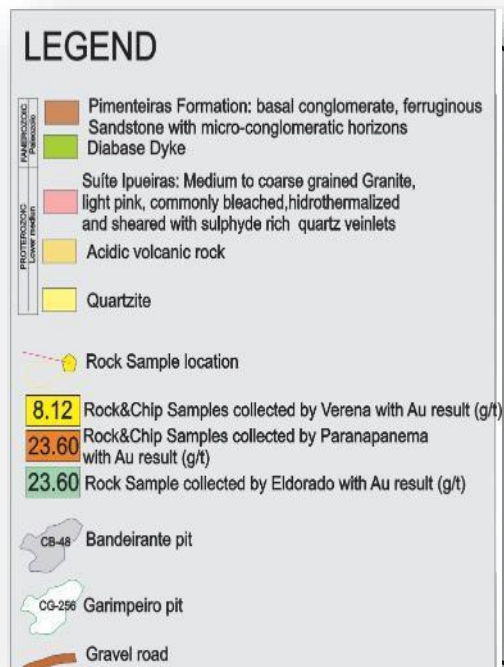 LEGEND
FANEROZOIC
Paleozoic
Pimenteiras Formation: basal conglomerate, ferruginous
Sandstone with micro-conglomeratic horizons
Diabase Dyke
PROTEROZOIC
Lower mediun
Suíte Ipueiras: Medium to coarse grained Granite,
light pink, commonly bleached,hidrothermalized
and sheared with sulphyde rich quartz veinlets
Acidic volcanic rock
Quartzite
Rock Sample location
8.12 Rock&Chip Samples collected by Verena with Au result (g/t)
23.60 Rock&Chip Samples collected by Paranapanema
with Au result (g/t)
23.60 Rock Sample collected by Eldorado with Au result (g/t)
CB-48 Bandeirante pit
CG-256 Garimpeiro pit
Gravel road